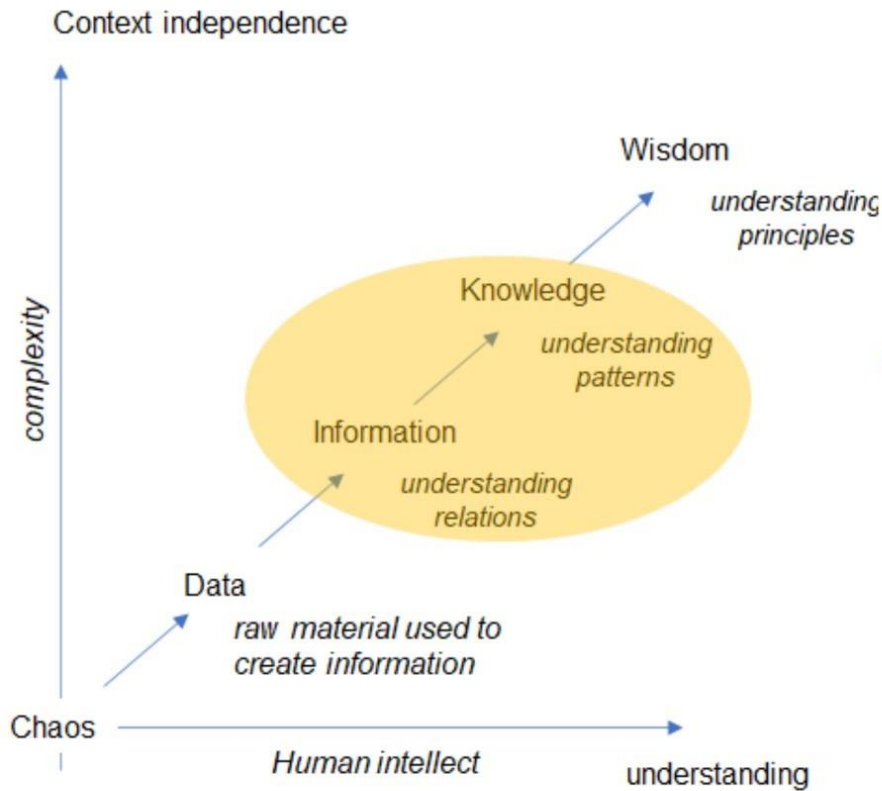 Context independence
Wisdom
understanding
principles
Knowledge
understanding
patterns
complexity
Information
understanding
relations
Data
raw material used to
create information
Chaos
Human intellect
understanding